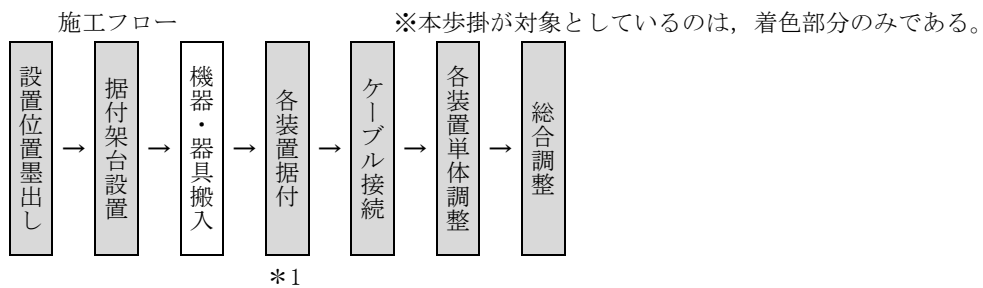 施工フロー
※本歩掛が対象としているのは，着色部分のみである。
設置位置墨出し
→
据付架台設置
→
機器・器具搬入
→
各装置据付
→
ケーブル接続
→
各装置単体調整
→
総合調整
＊1